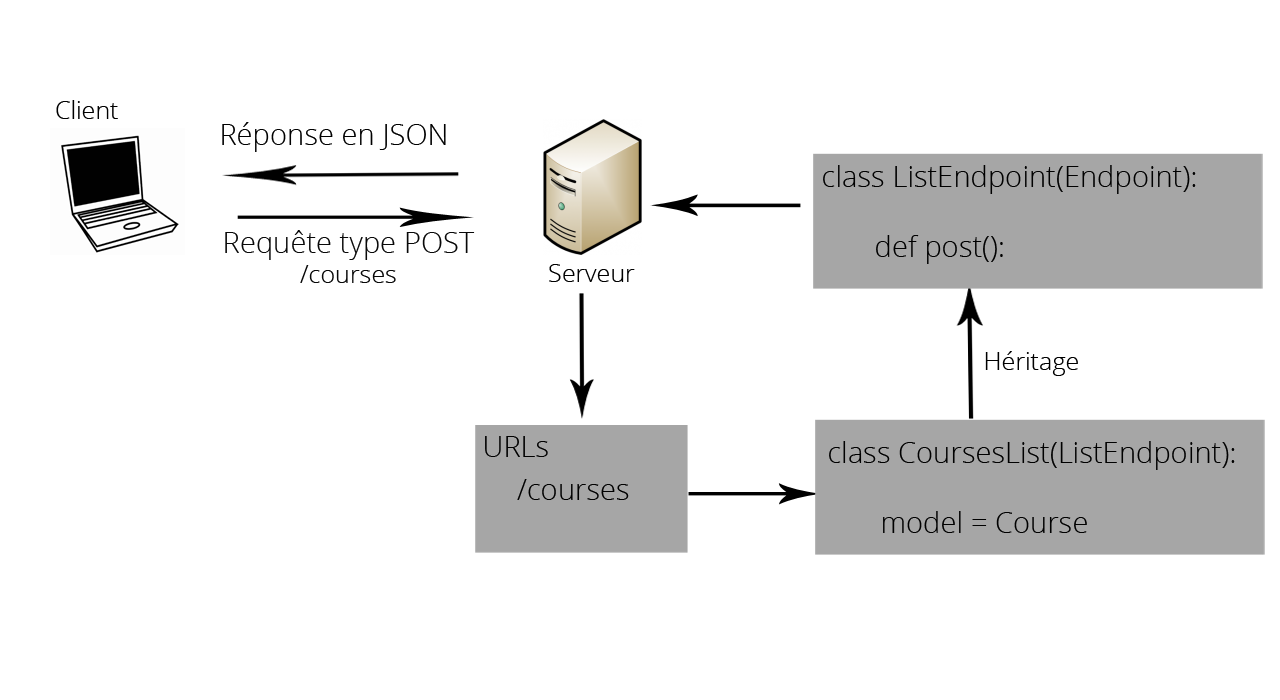 Client
Réponse en JSON
Requête type POST
/courses
Serveur
class ListEndpoint(Endpoint):
def post():
Héritage
URLs
/courses
class CoursesList(ListEndpoint):
model = Course